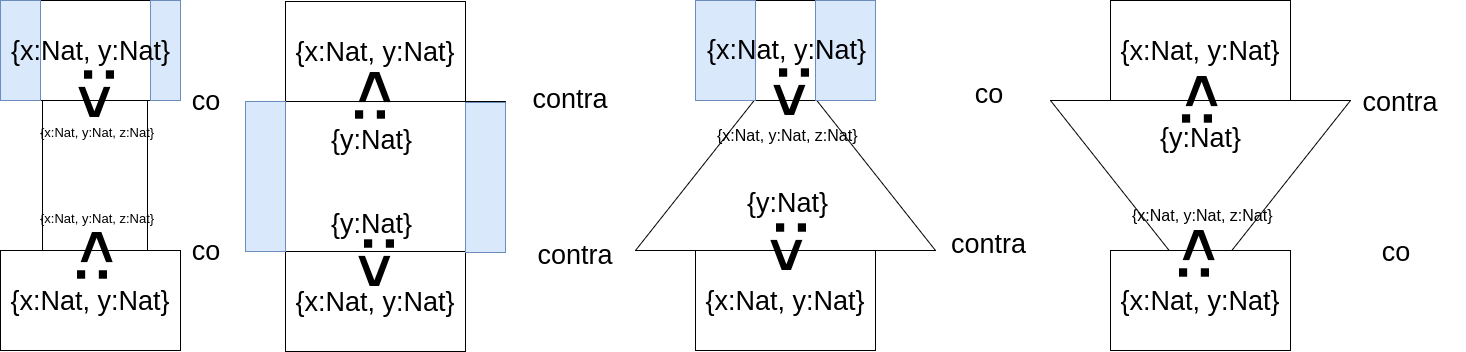 {x:Nat, y:Nat}
:>
co
{x:Nat, y:Nat, z:Nat}
{x:Nat, y:Nat, z:Nat}
<:
co
{x:Nat, y:Nat}
{x:Nat, y:Nat}
<:
contra
{y:Nat}
{y:Nat}
:>
contra
{x:Nat, y:Nat}
{x:Nat, y:Nat}
:>
co
{x:Nat, y:Nat, z:Nat}
{y:Nat}
:>
contra
{x:Nat, y:Nat}
{x:Nat, y:Nat}
<:
contra
{y:Nat}
{x:Nat, y:Nat, z:Nat}
<:
co
{x:Nat, y:Nat}